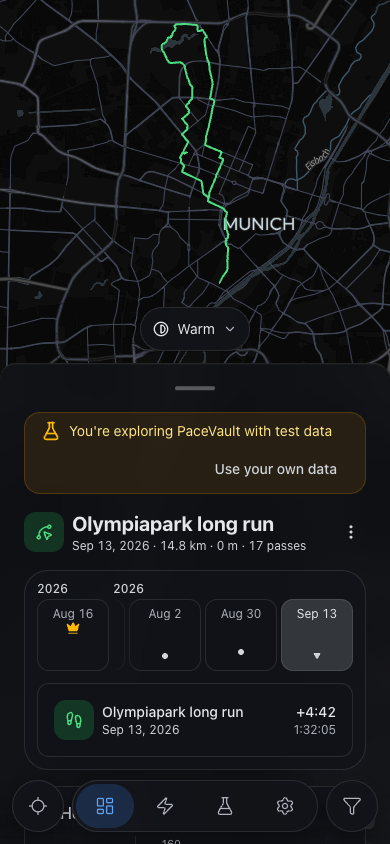 Eisbach
MUNICH
Warm
You're exploring PaceVault with test data
Use your own data
Olympiapark long run
Sep 13, 2026 · 14.8 km · 0 m · 17 passes
2026 2026
Aug 16 Aug 2 Aug 30 Sep 13
Olympiapark long run +4:42
Sep 13, 2026 1:32:05
160